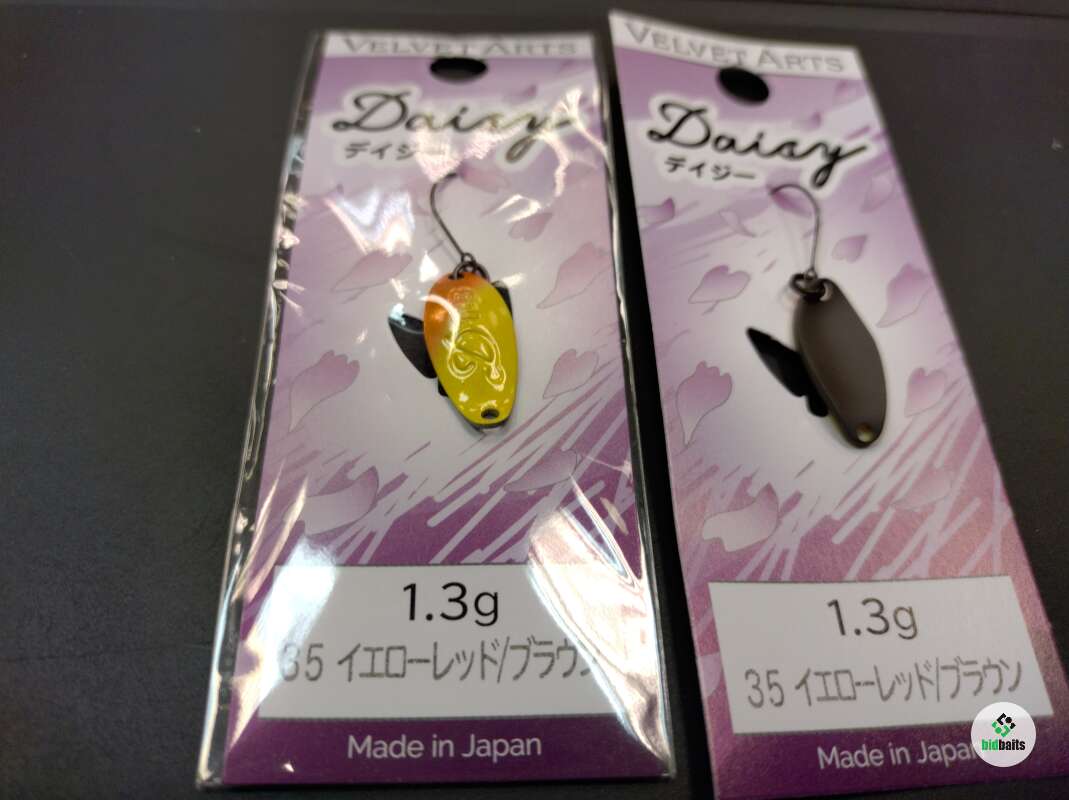 VELVET ARTS
Daisy
デイジー
1.3g
35 イエローレッド/ブラウン
Made in Japan
VELVET ARTS
Daisy
デイジー
1.3g
35 イエローレッド/ブラウン
Made in Japan
bidbaits